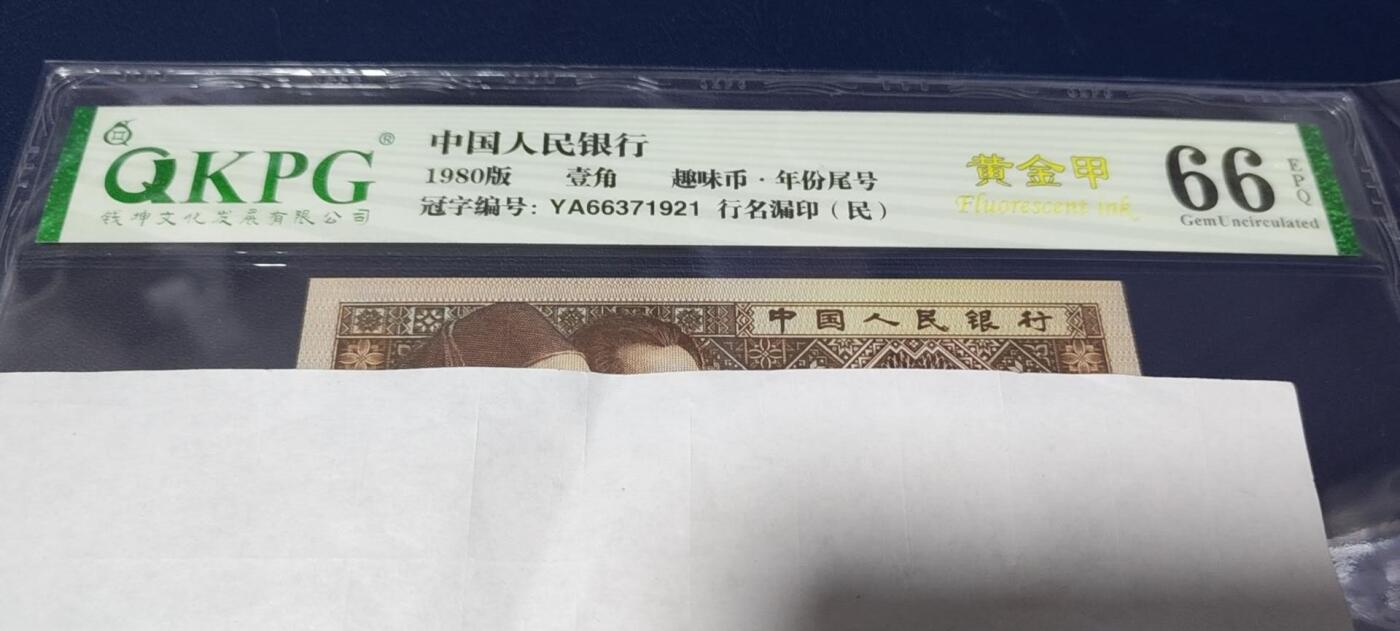 QKPG®
钱坤文化发展有限公司
中国人民银行
1980版 壹角 趣味币·年份尾号
冠字编号: YA66371921 行名漏印（民）
黄金甲
Fluorescent ink
66
EPQ
GemUncirculated
中国人民银行